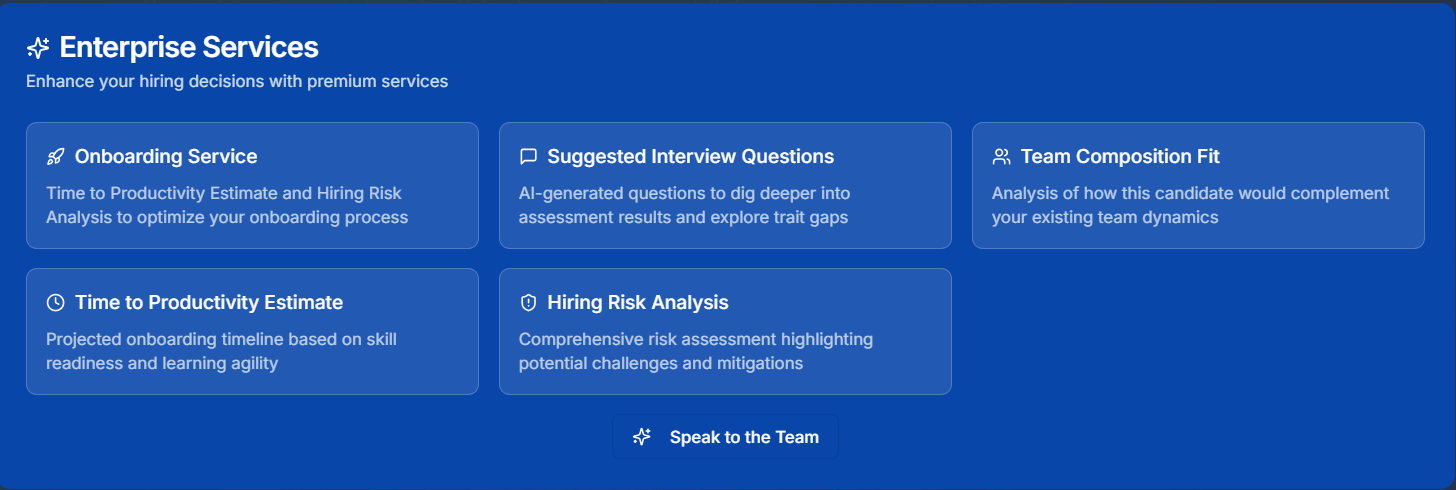 Enterprise Services
Enhance your hiring decisions with premium services
Onboarding Service
Time to Productivity Estimate and Hiring Risk
Analysis to optimize your onboarding process
Suggested Interview Questions
AI-generated questions to dig deeper into
assessment results and explore trait gaps
Team Composition Fit
Analysis of how this candidate would complement
your existing team dynamics
Time to Productivity Estimate
Projected onboarding timeline based on skill
readiness and learning agility
Hiring Risk Analysis
Comprehensive risk assessment highlighting
potential challenges and mitigations
Speak to the Team